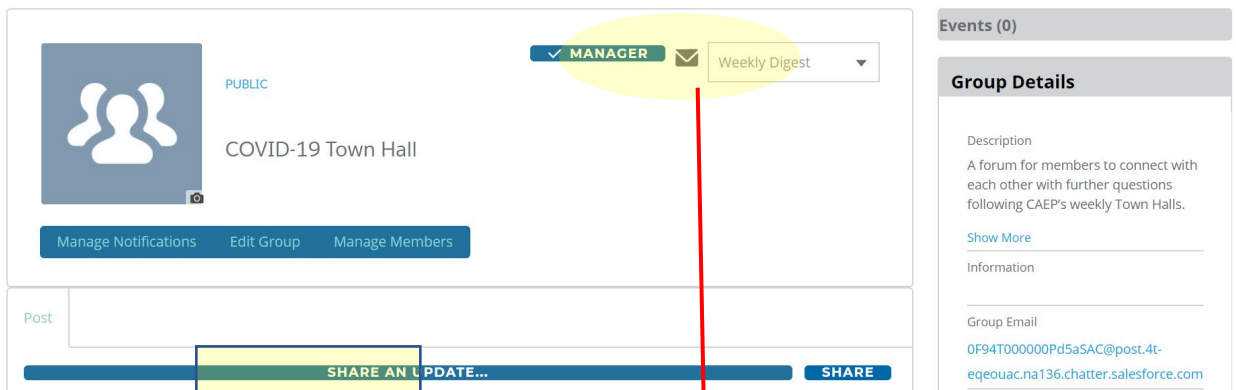 MANAGER
Weekly Digest
PUBLIC
COVID-19 Town Hall
Manage Notifications Edit Group Manage Members
Post
SHARE AN UPDATE...
SHARE
Events (0)
Group Details
Description
A forum for members to connect with
each other with further questions
following CAEP's weekly Town Halls.
Show More
Information
Group Email
0F94T000000Pd5aSAC@post.4t-
eqeouac.na136.chatter.salesforce.com